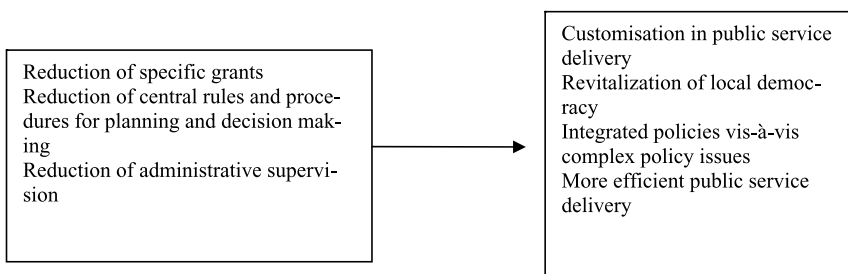 Reduction of specific grants
Reduction of central rules and proce-
dures for planning and decision mak-
ing
Reduction of administrative supervi-
sion
Customisation in public service
delivery
Revitalization of local democ-
racy
Integrated policies vis-à-vis
complex policy issues
More efficient public service
delivery